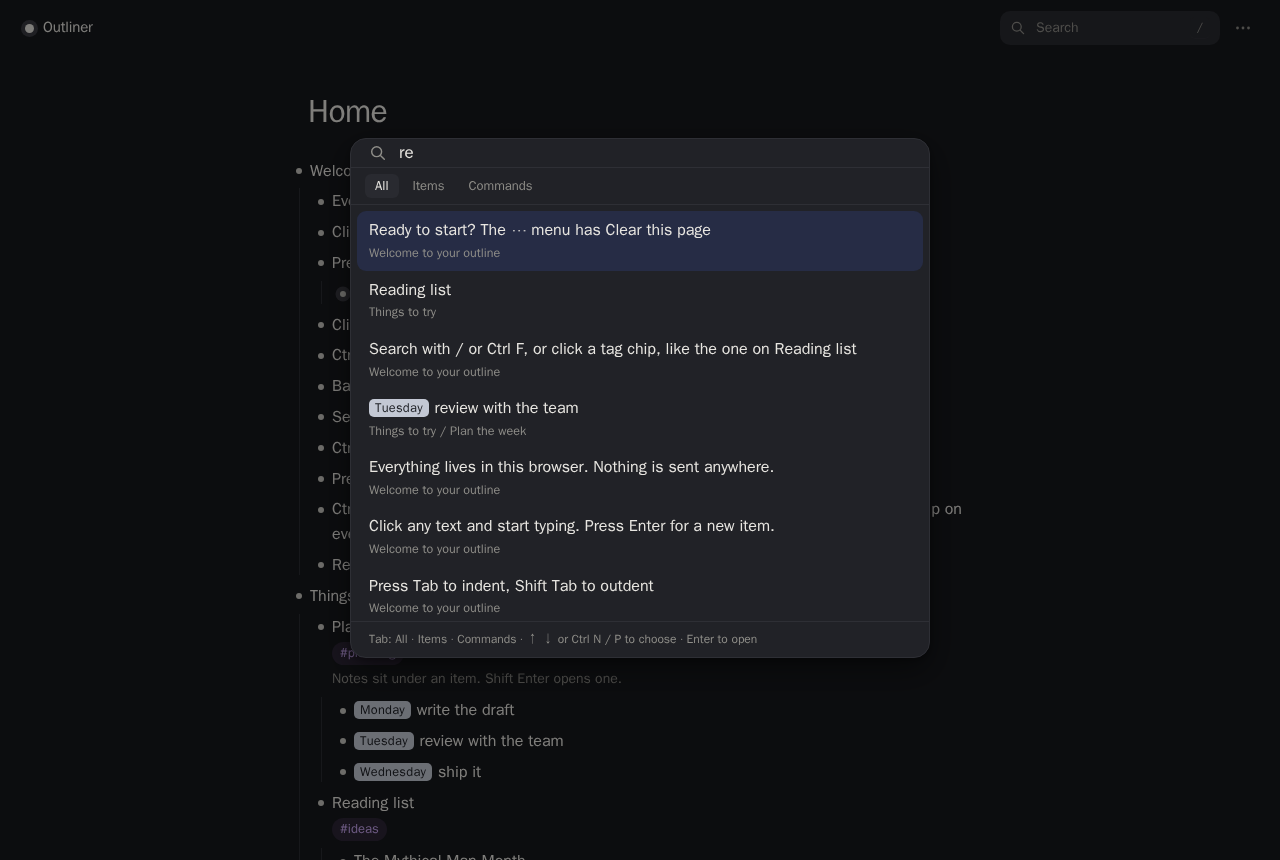 Outliner
Search /
Home
re
All Items Commands
Ready to start? The ··· menu has Clear this page
Welcome to your outline
Reading list
Things to try
Search with / or Ctrl F, or click a tag chip, like the one on Reading list
Welcome to your outline
Tuesday review with the team
Things to try / Plan the week
Everything lives in this browser. Nothing is sent anywhere.
Welcome to your outline
Click any text and start typing. Press Enter for a new item.
Welcome to your outline
Press Tab to indent, Shift Tab to outdent
Welcome to your outline
Tab: All · Items · Commands · ↑ ↓ or Ctrl N / P to choose · Enter to open
p on
Notes sit under an item. Shift Enter opens one.
Monday write the draft
Tuesday review with the team
Wednesday ship it
Reading list
#ideas
The Mythical Man-Month